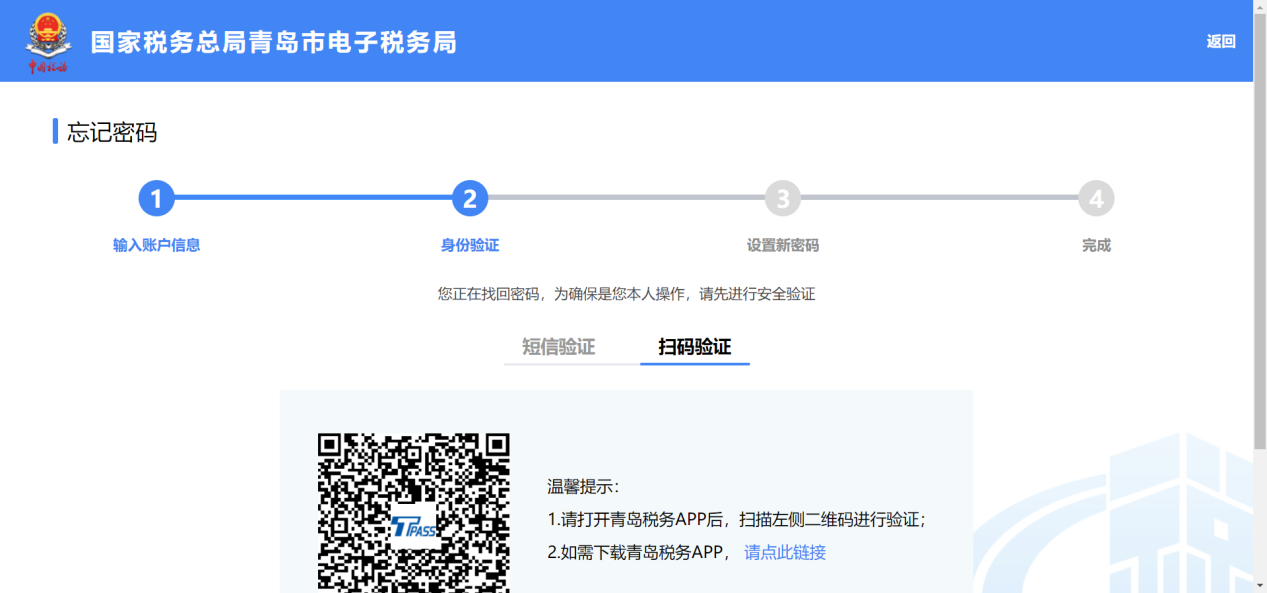 国家税务总局青岛市电子税务局
返回
中国税务
忘记密码
1
2
3
4
输入账户信息
身份验证
设置新密码
完成
您正在找回密码，为确保是您本人操作，请先进行安全验证
短信验证
扫码验证
TPASS
温馨提示：
1.请打开青岛税务APP后，扫描左侧二维码进行验证；
2.如需下载青岛税务APP， 请点此链接